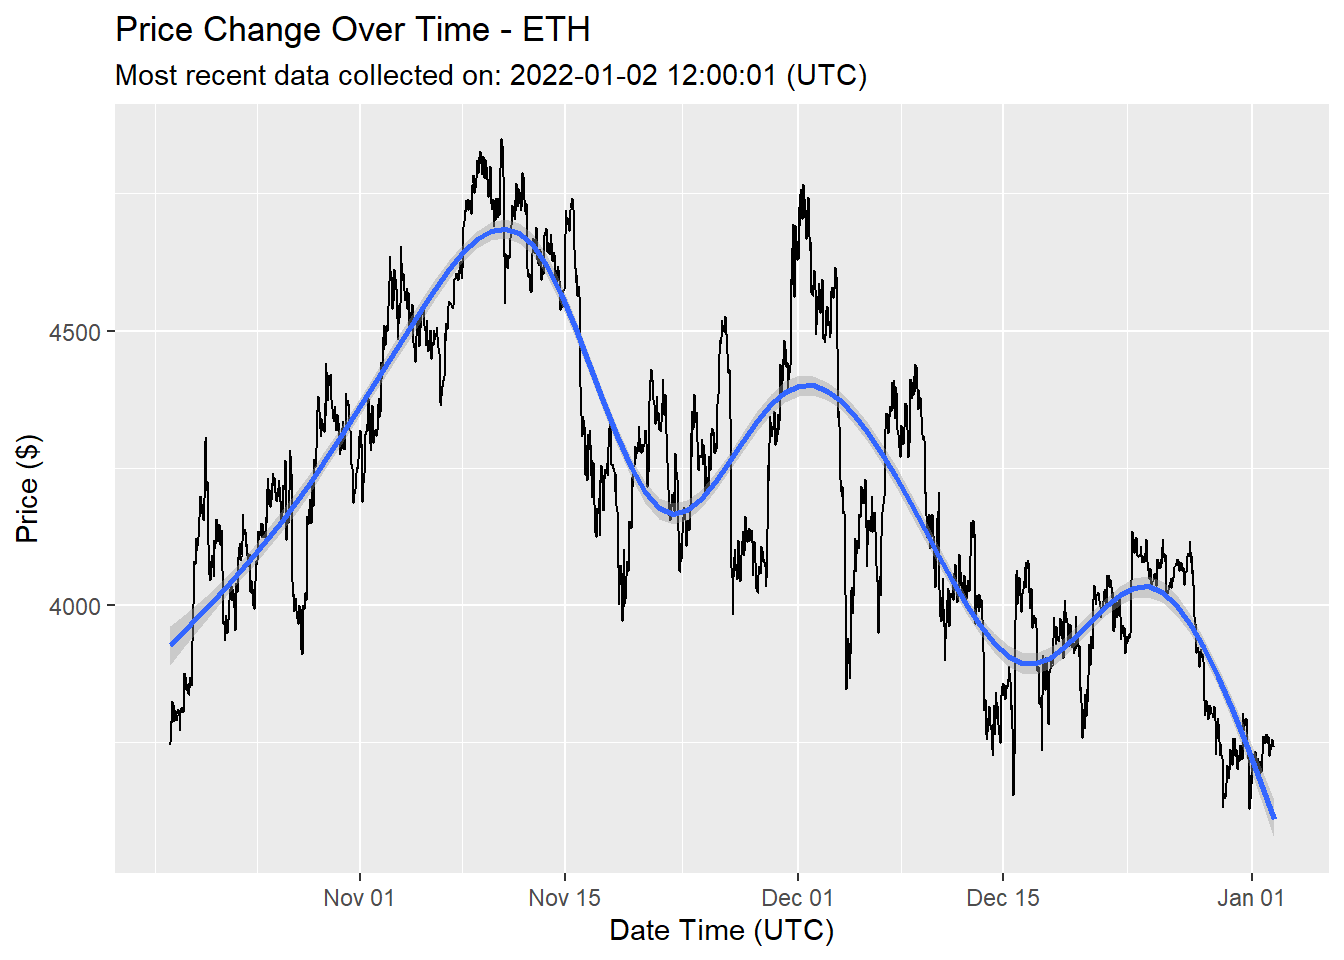 Price Change Over Time - ETH
Most recent data collected on: 2022-01-02 12:00:01 (UTC)
Price ($)
4500
4000
Nov 01
Nov 15
Dec 01
Dec 15
Jan 01
Date Time (UTC)